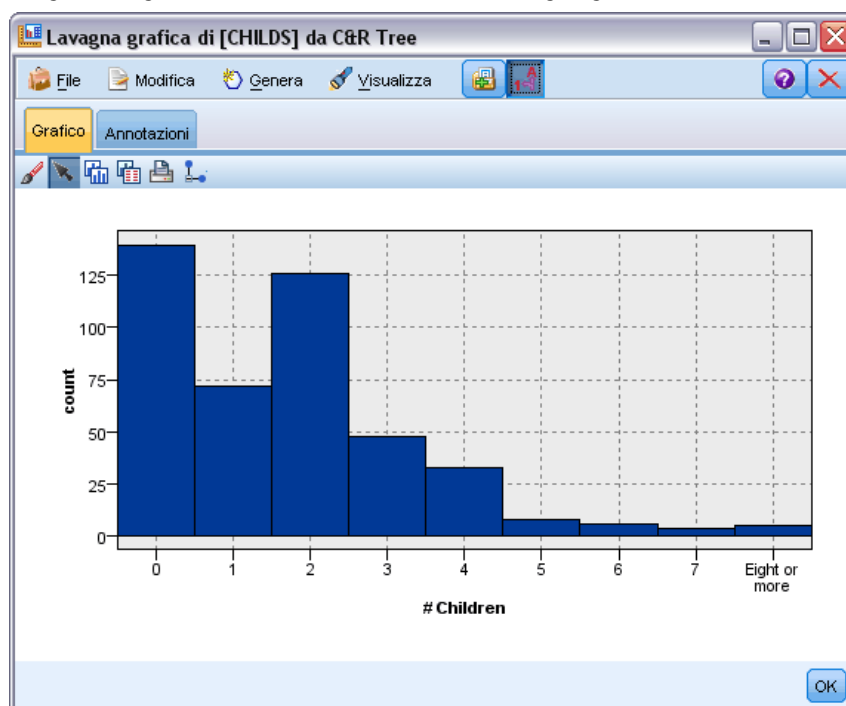 Lavagna grafica di [CHILDS] da C&R Tree
File Modifica Genera Visualizza
Grafico Annotazioni
125
100
75
50
25
0
count
0 1 2 3 4 5 6 7 Eight or
more
# Children
OK